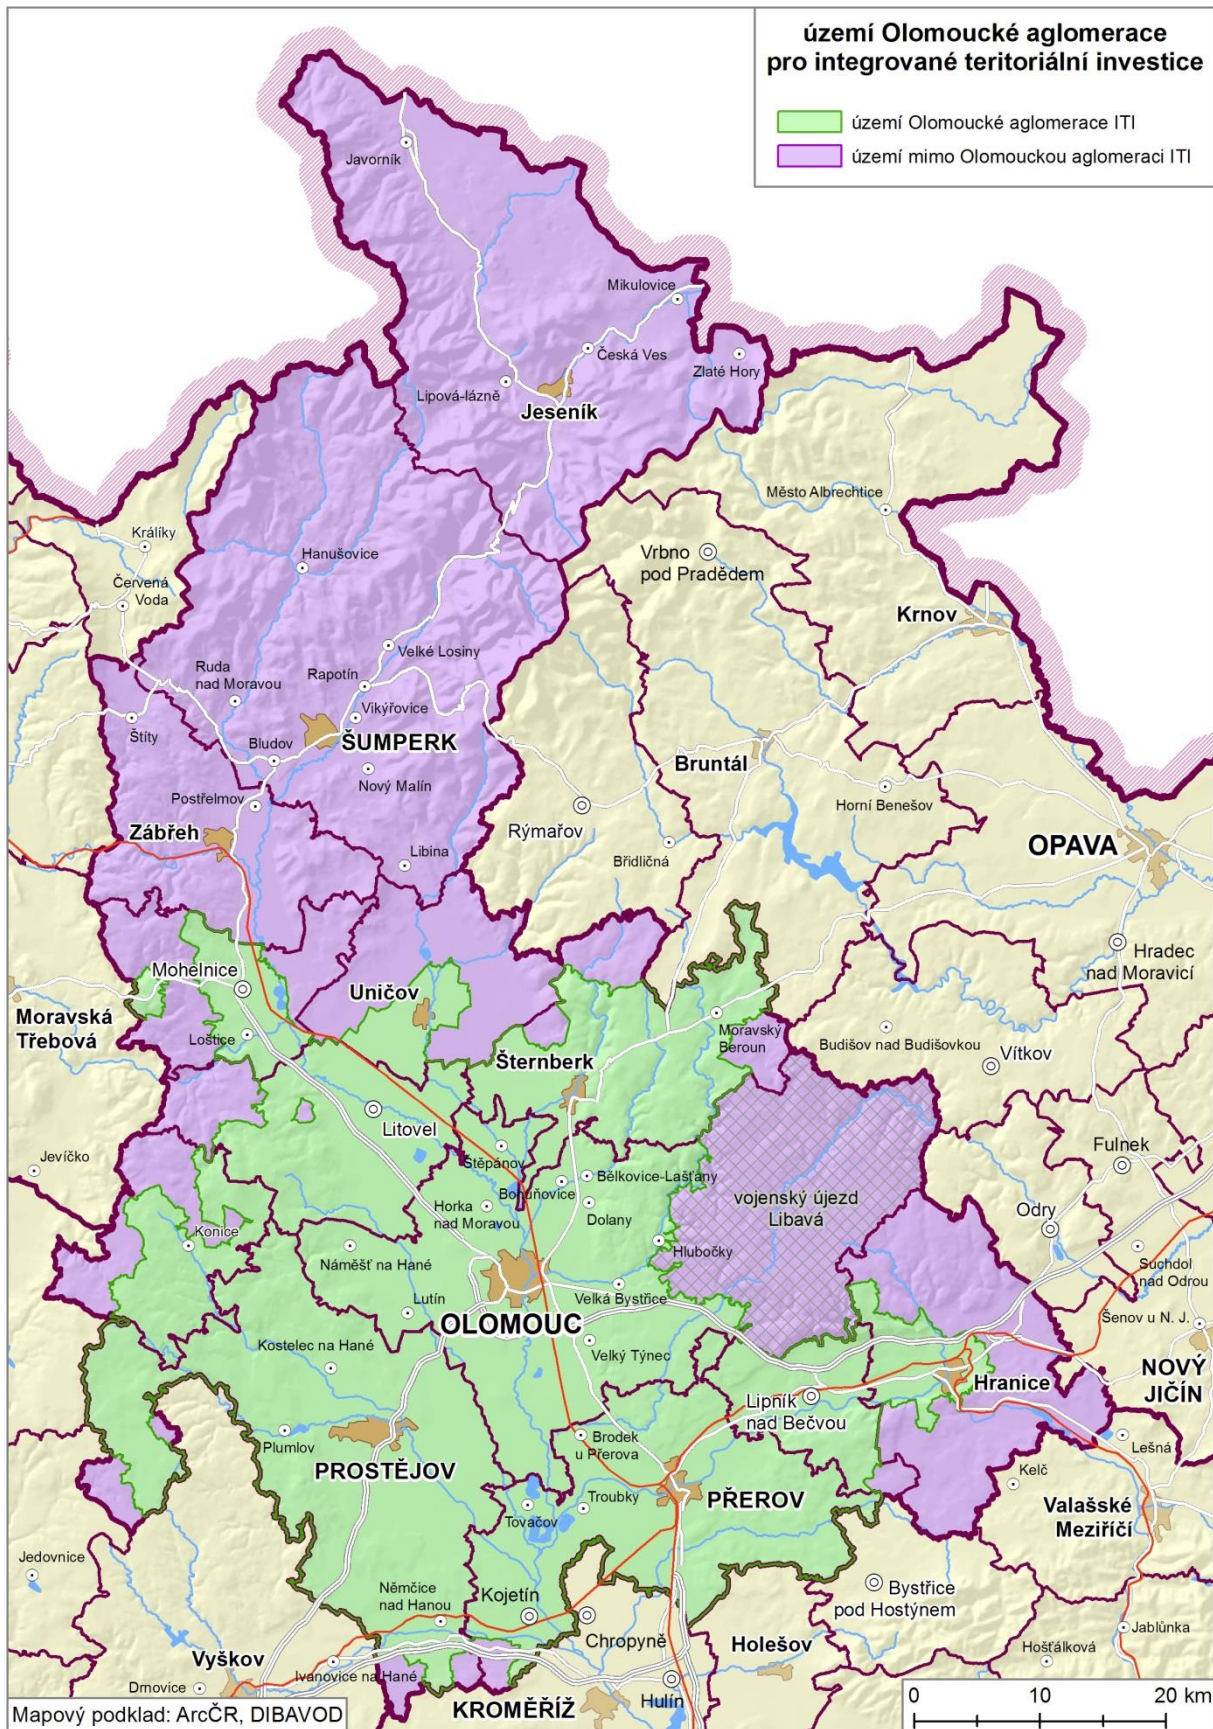 území Olomoucké aglomerace
pro integrované teritoriální investice
území Olomoucké aglomerace ITI
území mimo Olomouckou aglomeraci ITI
Javorník
Mikulovice
Česká Ves
Zlaté Hory
Lipová-lázně
Jeseník
Město Albrechtice
Králíky
Hanušovice
Vrbno
pod Pradědem
Červená
Voda
Krnov
Velké Losiny
Ruda
nad Moravou
Rapotín
Vikýřovice
Štíty
ŠUMPERK
Bludov
Bruntál
Nový Malín
Postřelmov
Horní Benešov
Rýmařov
Zábřeh
OPAVA
Libina
Břidličná
Hradec
nad Moravicí
Mohelnice
Uničov
Moravská
Třebová
Loštice
Moravský
Beroun
Budišov nad Budišovkou
Vítkov
Šternberk
Litovel
Fulnek
Jevíčko
Štěpánov
Bělkovice-Lašťany
Bohuňovice
vojenský újezd
Libavá
Horka
nad Moravou
Dolany
Odry
Konice
Hlubočky
Náměšť na Hané
Suchdol
nad Odrou
Velká Bystřice
Lutín
OLOMOUC
Šenov u N. J.
Kostelec na Hané
Velký Týnec
NOVÝ
JIČÍN
Hranice
Lipník
nad Bečvou
Plumlov
Brodek
u Přerova
Lešná
PROSTĚJOV
Kelč
PŘEROV
Troubky
Tovačov
Valašské
Meziříčí
Jedovnice
Němčice
nad Hanou
Kojetín
Bystřice
pod Hostýnem
Chropyně
Holešov
Jablůnka
Hošťálková
Vyškov
Ivanovice na Hané
Drnovice
Hulín
KROMĚŘÍŽ
Mapový podklad: ArcČR, DIBAVOD
0 10 20 km